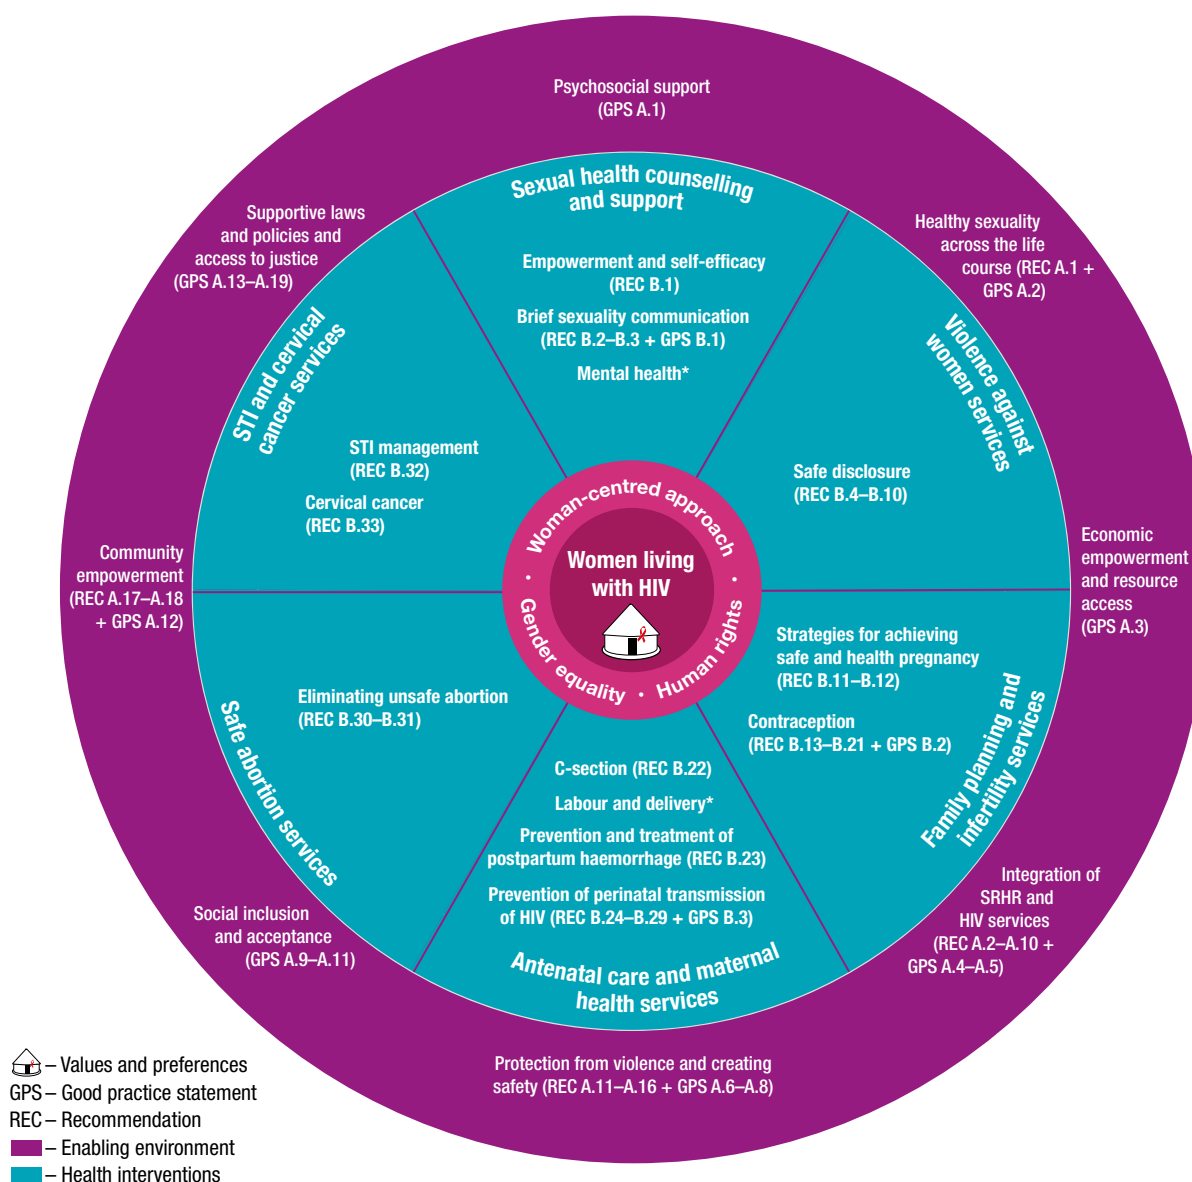 Psychosocial support
(GPS A.1)
Healthy sexuality
across the life
course (REC A.1 +
GPS A.2)
Economic
empowerment
and resource
access
(GPS A.3)
Integration of
SRHR and
HIV services
(REC A.2–A.10 +
GPS A.4–A.5)
Protection from violence and creating
safety (REC A.11–A.16 + GPS A.6–A.8)
Social inclusion
and acceptance
(GPS A.9–A.11)
Community
empowerment
(REC A.17–A.18
+ GPS A.12)
Supportive laws
and policies and
access to justice
(GPS A.13–A.19)
Sexual health counselling
and support
Empowerment and self-efficacy
(REC B.1)
Brief sexuality communication
(REC B.2–B.3 + GPS B.1)
Mental health*
Violence against
women services
Safe disclosure
(REC B.4–B.10)
Family planning and
infertility services
Strategies for achieving
safe and health pregnancy
(REC B.11–B.12)
Contraception
(REC B.13–B.21 + GPS B.2)
C-section (REC B.22)
Labour and delivery*
Prevention and treatment of
postpartum haemorrhage (REC B.23)
Prevention of perinatal transmission
of HIV (REC B.24–B.29 + GPS B.3)
Antenatal care and maternal
health services
Safe abortion services
Eliminating unsafe abortion
(REC B.30–B.31)
STI and cervical
cancer services
STI management
(REC B.32)
Cervical cancer
(REC B.33)
Woman-centred approach
• Human rights
• Gender equality •
Women living
with HIV
– Values and preferences
GPS – Good practice statement
REC – Recommendation
– Enabling environment
– Health interventions